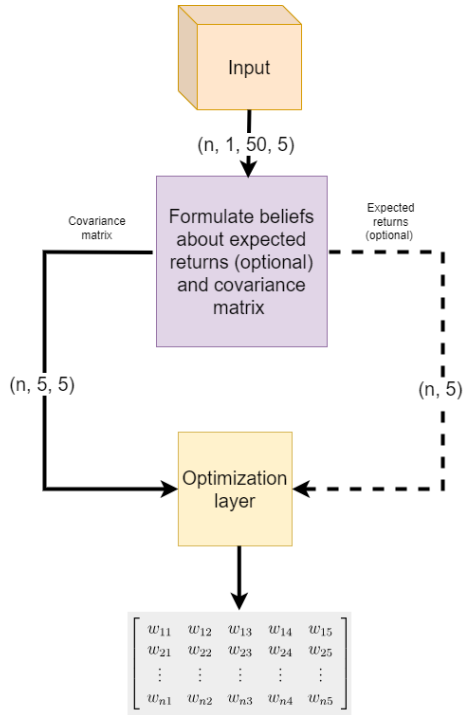 Input
(n, 1, 50, 5)
Formulate beliefs
about expected
returns (optional)
and covariance
matrix
Covariance
matrix
Expected
returns
(optional)
(n, 5, 5)
(n, 5)
Optimization
layer
w11 w12 w13 w14 w15
w21 w22 w23 w24 w25
⋮ ⋮ ⋮ ⋮ ⋮
wn1 wn2 wn3 wn4 wn5